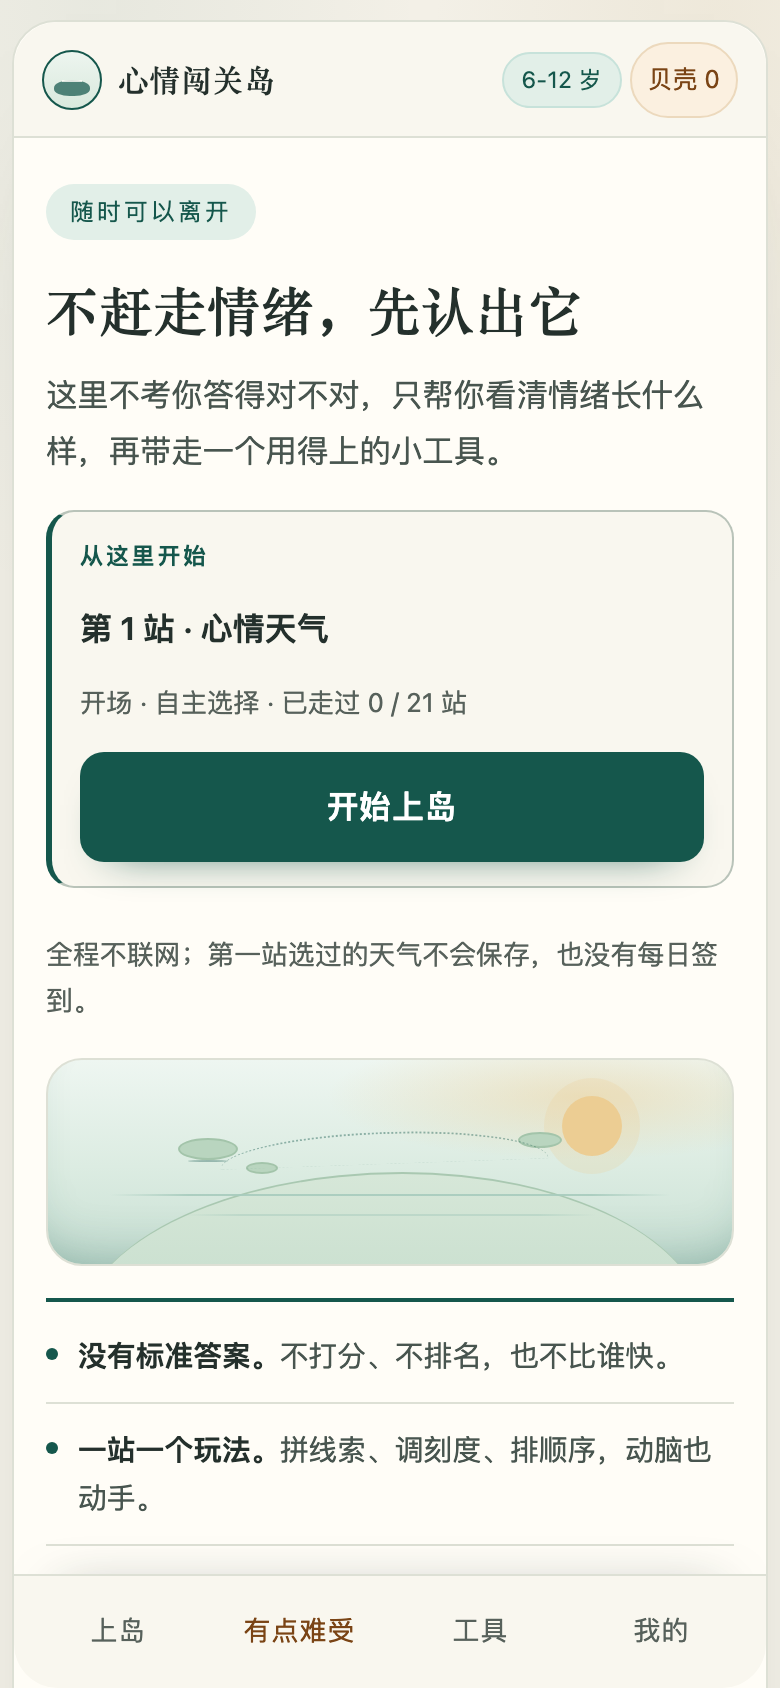 心情闯关岛
6-12 岁
贝壳 0
随时可以离开
不赶走情绪，先认出它
这里不考你答得对不对，只帮你看清情绪长什么
样，再带走一个用得上的小工具。
从这里开始
第 1 站 · 心情天气
开场 · 自主选择 · 已走过 0 / 21 站
开始上岛
全程不联网；第一站选过的天气不会保存，也没有每日签
到。
没有标准答案。不打分、不排名，也不比谁快。
一站一个玩法。拼线索、调刻度、排顺序，动脑也
动手。
上岛
有点难受
工具
我的